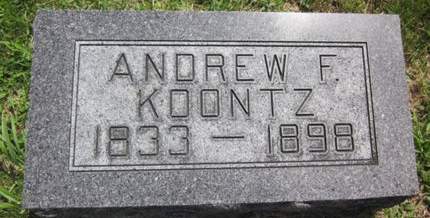 ANDREW F.
KOONTZ
1833 — 1898